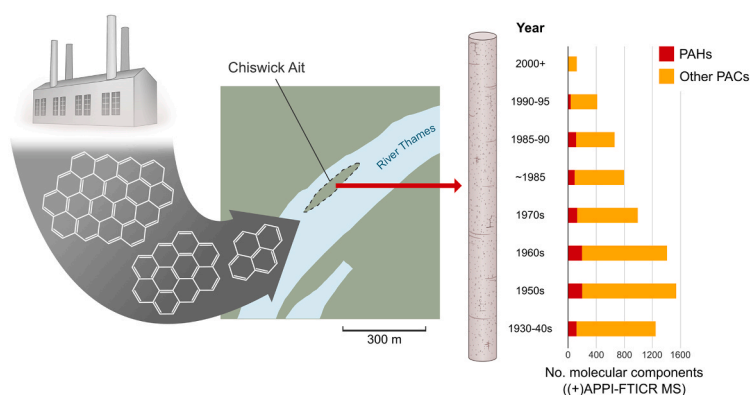 Chiswick Ait
River Thames
300 m
Year
2000+
1990-95
1985-90
~1985
1970s
1960s
1950s
1930-40s
PAHs
Other PACs
0 400 800 1200 1600
No. molecular components
((+)APPI-FTICR MS)